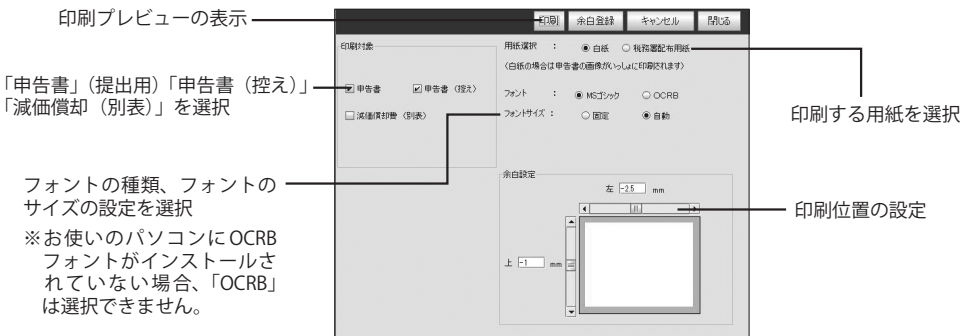 印刷プレビューの表示
印刷 余白登録 キャンセル 閉じる
印刷対象
用紙選択 : 白紙 税務署配布用紙
(白紙の場合は申告書の画像がいっしょに印刷されます)
「申告書」(提出用)「申告書(控え)」
「減価償却(別表)」を選択
申告書 申告書(控え)
減価償却費(別表)
フォント : MSゴシック OCRB
フォントサイズ : 固定 自動
印刷する用紙を選択
フォントの種類、フォントの
サイズの設定を選択
※お使いのパソコンにOCRB
フォントがインストールさ
れていない場合、「OCRB」
は選択できません。
余白設定
左 -2.5 mm
印刷位置の設定
上 -1 mm